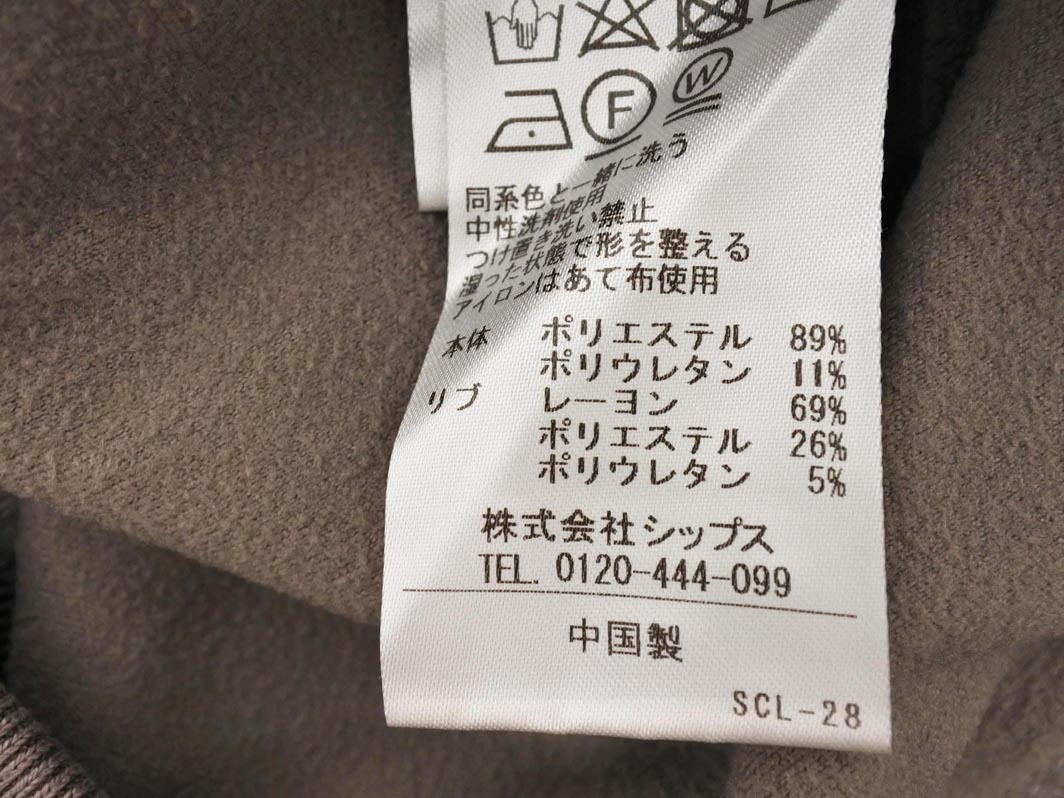 F W
同系色と一緒に洗う
中性洗剤使用
つけ置き洗い禁止
湿った状態で形を整える
アイロンはあて布使用
本体 ポリエステル 89%
ポリウレタン 11%
リブ レーヨン 69%
ポリエステル 26%
ポリウレタン 5%
株式会社シップス
TEL. 0120-444-099
中国製
SCL-28